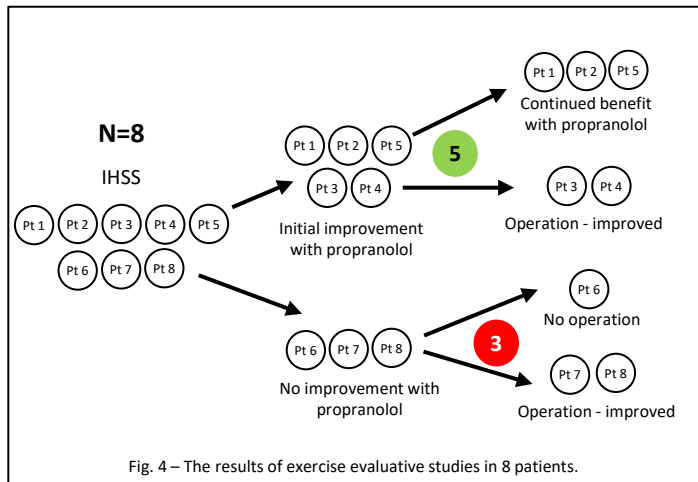 N=8
IHSS
Pt 1 Pt 2 Pt 3 Pt 4 Pt 5
Pt 6 Pt 7 Pt 8
Pt 1 Pt 2 Pt 5
Pt 3 Pt 4
Initial improvement
with propranolol
5
Pt 1 Pt 2 Pt 5
Continued benefit
with propranolol
Pt 3 Pt 4
Operation - improved
Pt 6 Pt 7 Pt 8
No improvement with
propranolol
3
Pt 6
No operation
Pt 7 Pt 8
Operation - improved
Fig. 4 – The results of exercise evaluative studies in 8 patients.